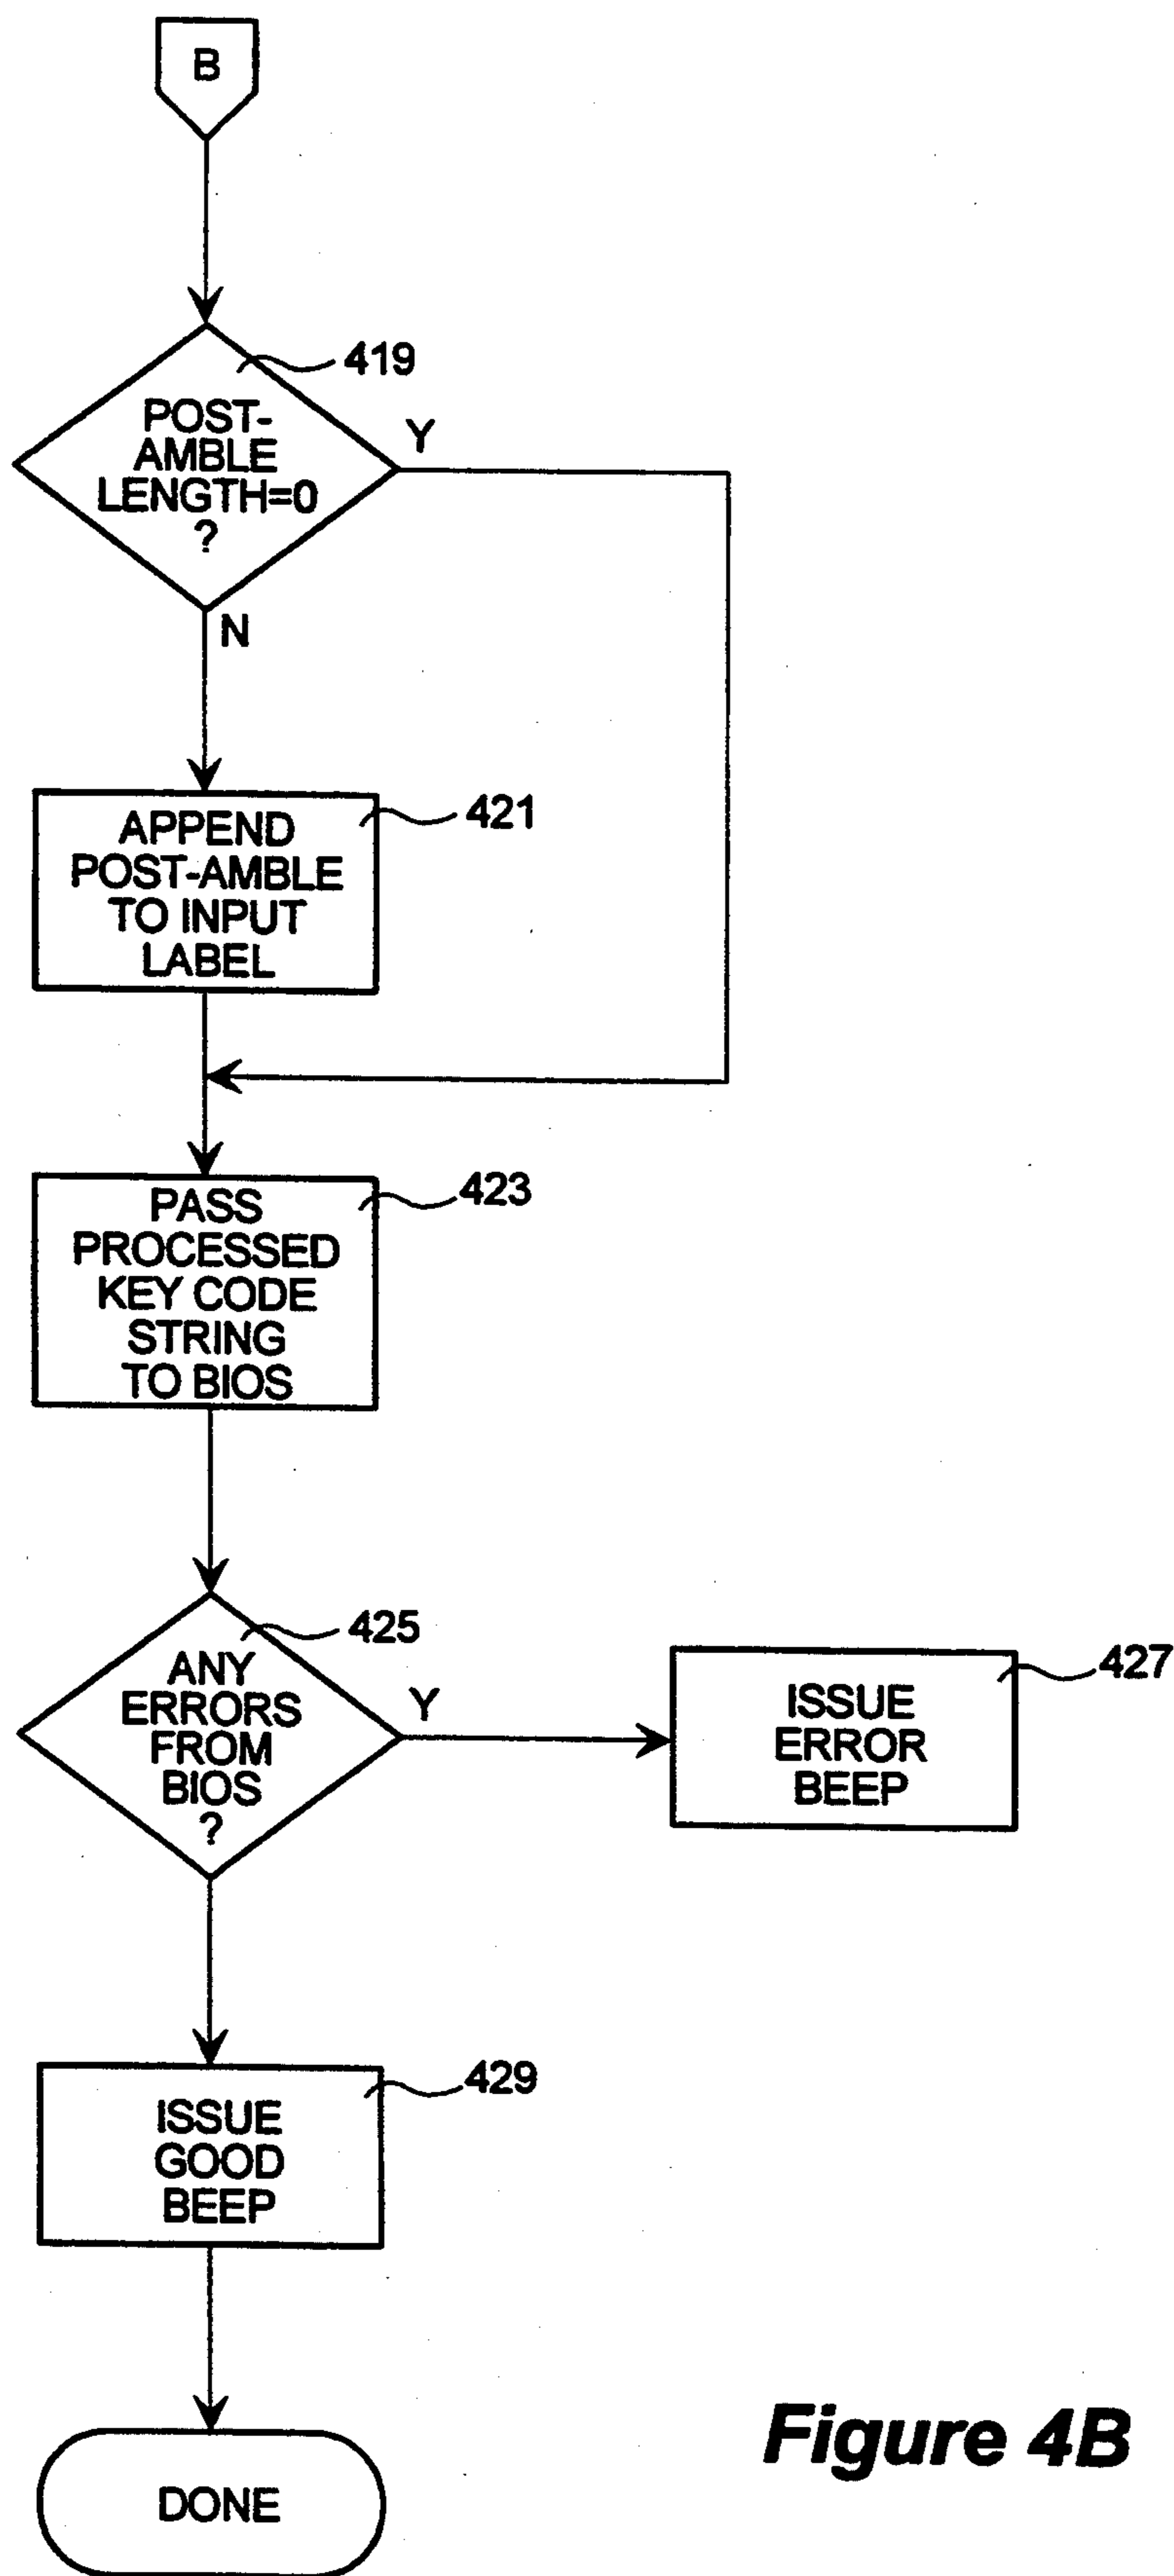 B
419
POST-
AMBLE
LENGTH=0
?
Y
N
421
APPEND
POST-AMBLE
TO INPUT
LABEL
423
PASS
PROCESSED
KEY CODE
STRING
TO BIOS
425
ANY
ERRORS
FROM
BIOS
?
Y
427
ISSUE
ERROR
BEEP
429
ISSUE
GOOD
BEEP
DONE
Figure 4B